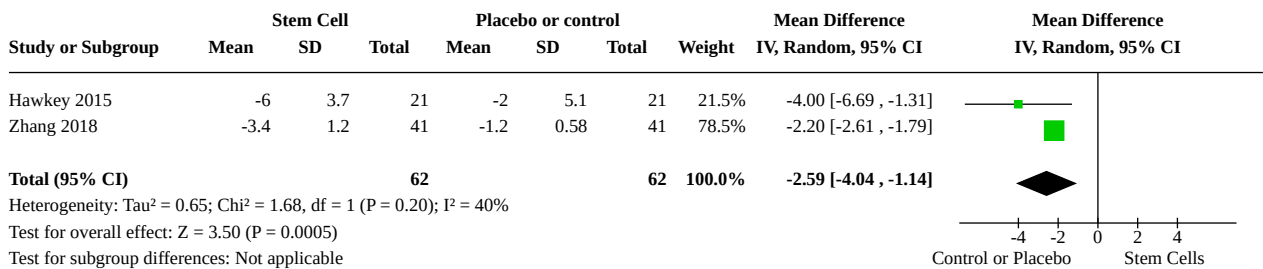 Stem Cell Placebo or control Mean Difference Mean Difference
Study or Subgroup Mean SD Total Mean SD Total Weight IV, Random, 95% CI IV, Random, 95% CI
Hawkey 2015 -6 3.7 21 -2 5.1 21 21.5% -4.00 [-6.69 , -1.31]
Zhang 2018 -3.4 1.2 41 -1.2 0.58 41 78.5% -2.20 [-2.61 , -1.79]
Total (95% CI) 62 62 100.0% -2.59 [-4.04 , -1.14]
Heterogeneity: Tau² = 0.65; Chi² = 1.68, df = 1 (P = 0.20); I² = 40%
Test for overall effect: Z = 3.50 (P = 0.0005)
-4 -2 0 2 4
Test for subgroup differences: Not applicable Control or Placebo Stem Cells